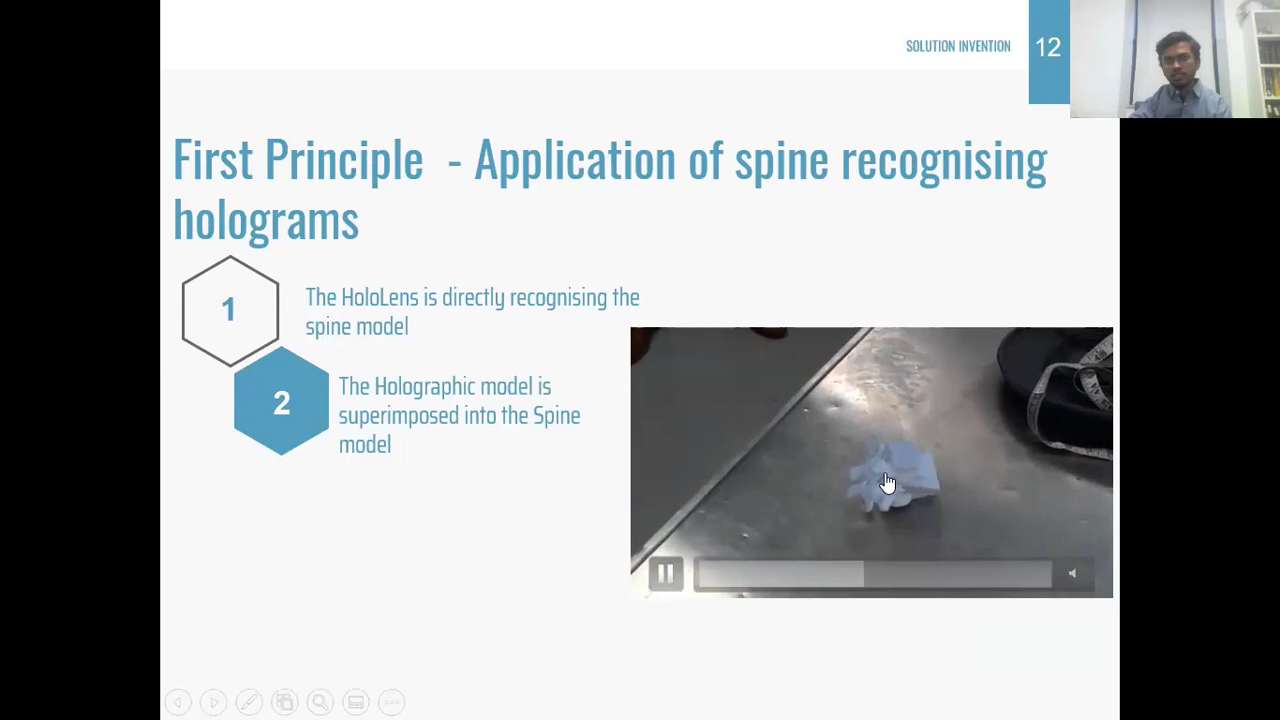 SOLUTION INVENTION
12
First Principle - Application of spine recognising
holograms
1
The HoloLens is directly recognising the
spine model
2
The Holographic model is
superimposed into the Spine
model